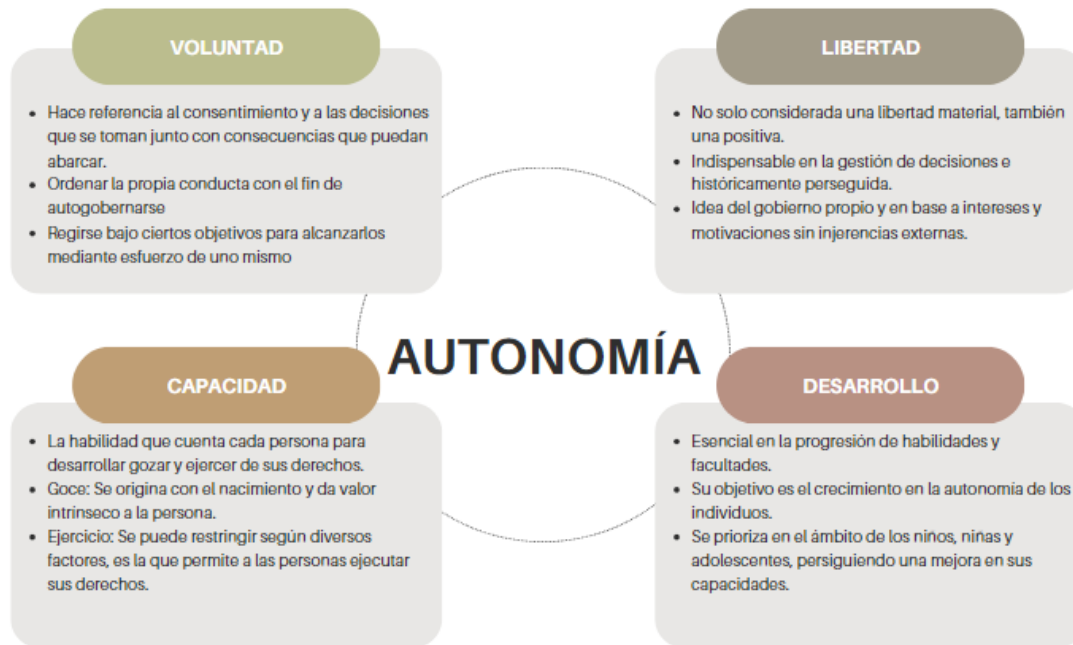 VOLUNTAD
• Hace referencia al consentimiento y a las decisiones
que se toman junto con consecuencias que puedan
abarcar.
• Ordenar la propia conducta con el fin de
autogobernarse
• Regirse bajo ciertos objetivos para alcanzarlos
mediante esfuerzo de uno mismo
LIBERTAD
• No solo considerada una libertad material, también
una positiva.
• Indispensable en la gestión de decisiones e
históricamente perseguida.
• Idea del gobierno propio y en base a intereses y
motivaciones sin injerencias externas.
AUTONOMÍA
CAPACIDAD
• La habilidad que cuenta cada persona para
desarrollar gozar y ejercer de sus derechos.
• Goce: Se origina con el nacimiento y da valor
intrínseco a la persona.
• Ejercicio: Se puede restringir según diversos
factores, es la que permite a las personas ejecutar
sus derechos.
DESARROLLO
• Esencial en la progresión de habilidades y
facultades.
• Su objetivo es el crecimiento en la autonomía de los
individuos.
• Se prioriza en el ámbito de los niños, niñas y
adolescentes, persiguiendo una mejora en sus
capacidades.